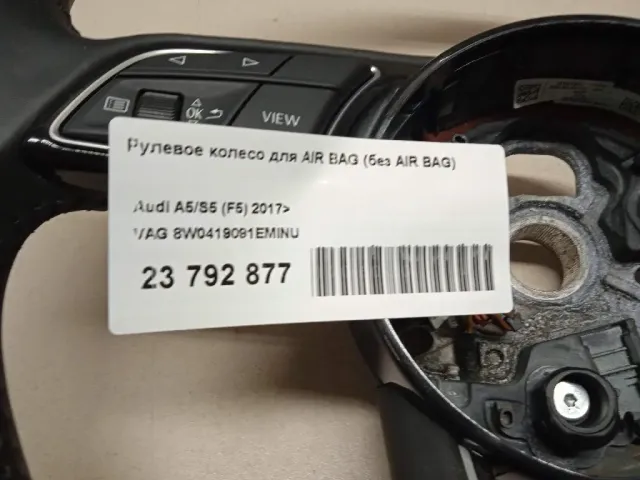 OK
VIEW
Рулевое колесо для AIR BAG (без AIR BAG)
Audi A5/S5 (F5) 2017>
VAG 8W0419091EMINU
23 792 877